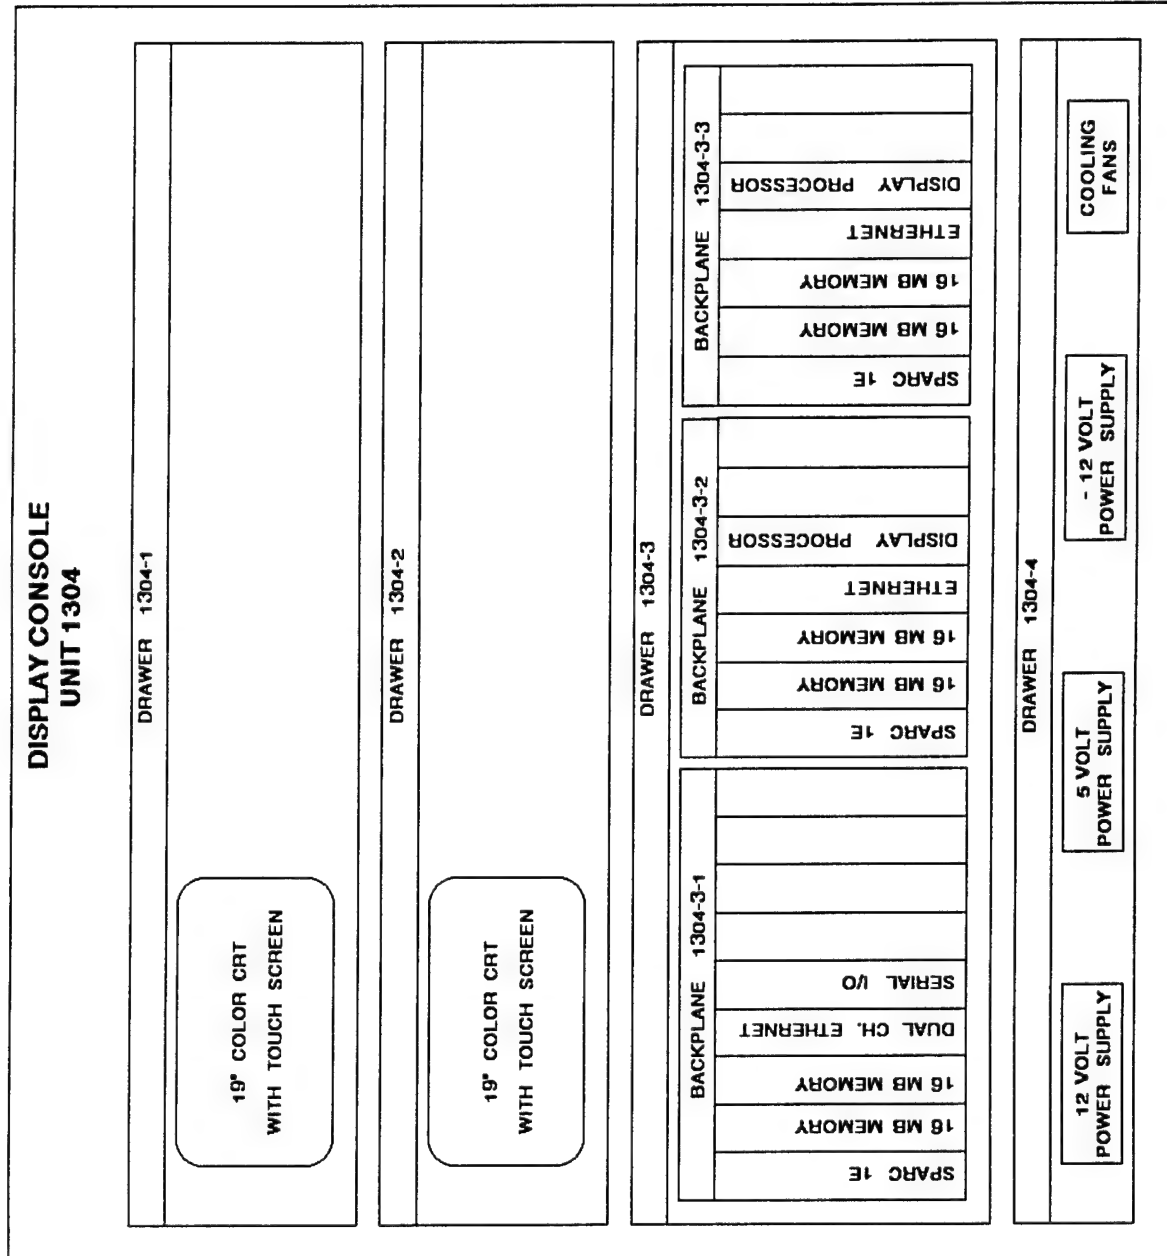 DISPLAY CONSOLE
UNIT 1304
DRAWER 1304-1
19" COLOR CRT
WITH TOUCH SCREEN
DRAWER 1304-2
19" COLOR CRT
WITH TOUCH SCREEN
DRAWER 1304-3
BACKPLANE 1304-3-1
SPARC 1E
16 MB MEMORY
16 MB MEMORY
DUAL CH. ETHERNET
SERIAL I/O
BACKPLANE 1304-3-2
SPARC 1E
16 MB MEMORY
16 MB MEMORY
ETHERNET
DISPLAY PROCESSOR
BACKPLANE 1304-3-3
SPARC 1E
16 MB MEMORY
16 MB MEMORY
ETHERNET
DISPLAY PROCESSOR
DRAWER 1304-4
12 VOLT
POWER SUPPLY
5 VOLT
POWER SUPPLY
- 12 VOLT
POWER SUPPLY
COOLING
FANS